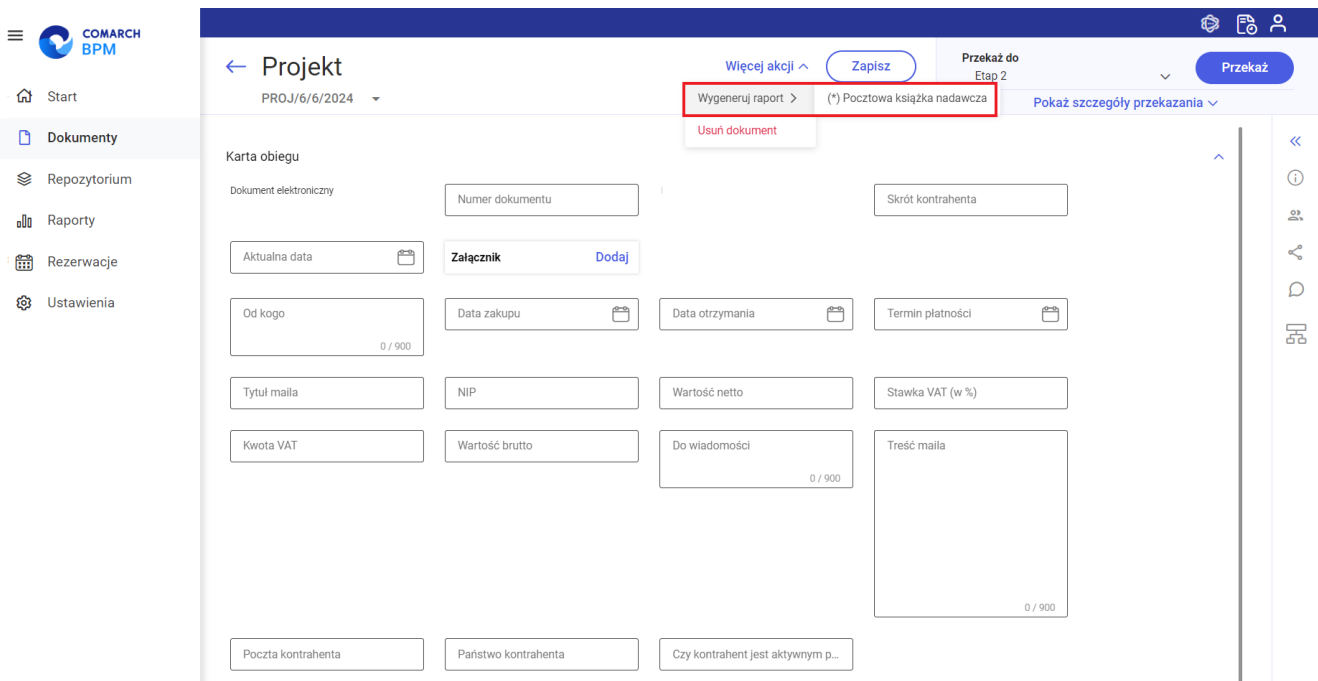 COMARCH
BPM
Start
Dokumenty
Repozytorium
Raporty
Rezerwacje
Ustawienia
Projekt
PROJ/6/6/2024
Więcej akcji
Zapisz
Przekaż do
Etap 2
Przekaż
Pokaż szczegóły przekazania
Wygeneruj raport
(*) Pocztowa książka nadawcza
Usuń dokument
Karta obiegu
Dokument elektroniczny
Numer dokumentu
Skrót kontrahenta
Aktualna data
Załącznik Dodaj
Od kogo
0 / 900
Data zakupu
Data otrzymania
Termin płatności
Tytuł maila
NIP
Wartość netto
Stawka VAT (w %)
Kwota VAT
Wartość brutto
Do wiadomości
0 / 900
Treść maila
0 / 900
Poczta kontrahenta
Państwo kontrahenta
Czy kontrahent jest aktywnym p...